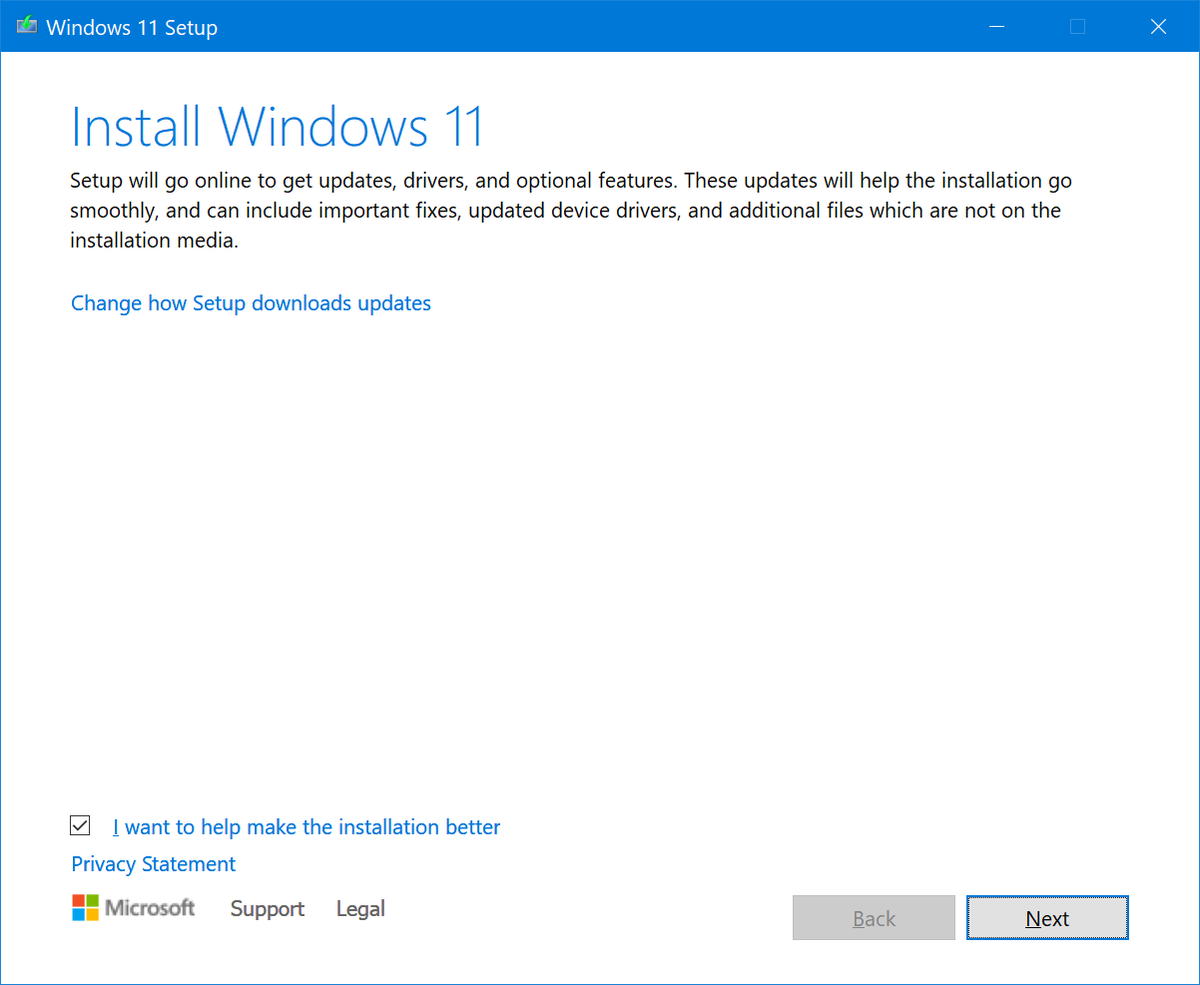 Windows 11 Setup
Install Windows 11
Setup will go online to get updates, drivers, and optional features. These updates will help the installation go
smoothly, and can include important fixes, updated device drivers, and additional files which are not on the
installation media.
Change how Setup downloads updates
I want to help make the installation better
Privacy Statement
Microsoft Support Legal
Back Next